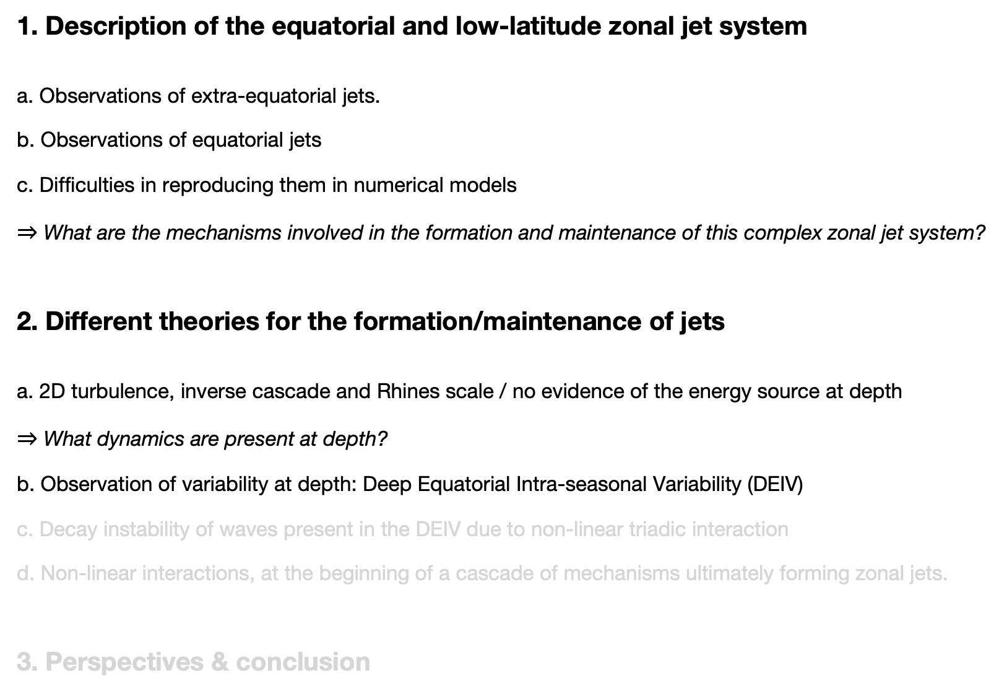 1. Description of the equatorial and low-latitude zonal jet system
a. Observations of extra-equatorial jets.
b. Observations of equatorial jets
c. Difficulties in reproducing them in numerical models
⇒ What are the mechanisms involved in the formation and maintenance of this complex zonal jet system?
2. Different theories for the formation/maintenance of jets
a. 2D turbulence, inverse cascade and Rhines scale / no evidence of the energy source at depth
⇒ What dynamics are present at depth?
b. Observation of variability at depth: Deep Equatorial Intra-seasonal Variability (DEIV)
c. Decay instability of waves present in the DEIV due to non-linear triadic interaction
d. Non-linear interactions, at the beginning of a cascade of mechanisms ultimately forming zonal jets.
3. Perspectives & conclusion